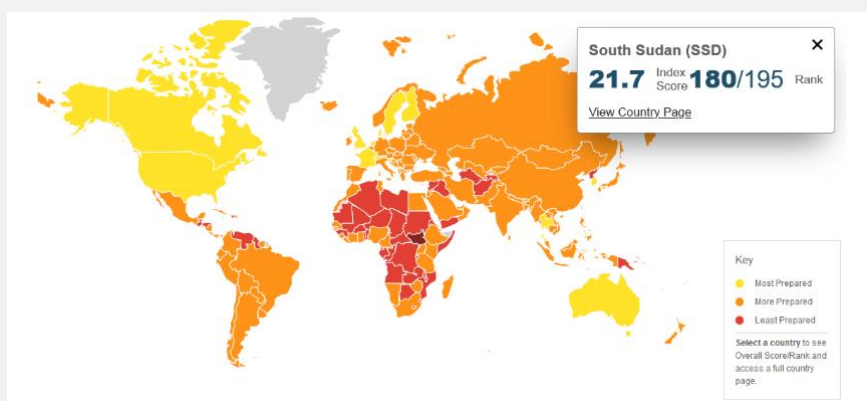 South Sudan (SSD)
21.7 Index Score 180/195 Rank
View Country Page
Key
Most Prepared
More Prepared
Least Prepared
Select a country to see
Overall Score/Rank and
access a full country
page.